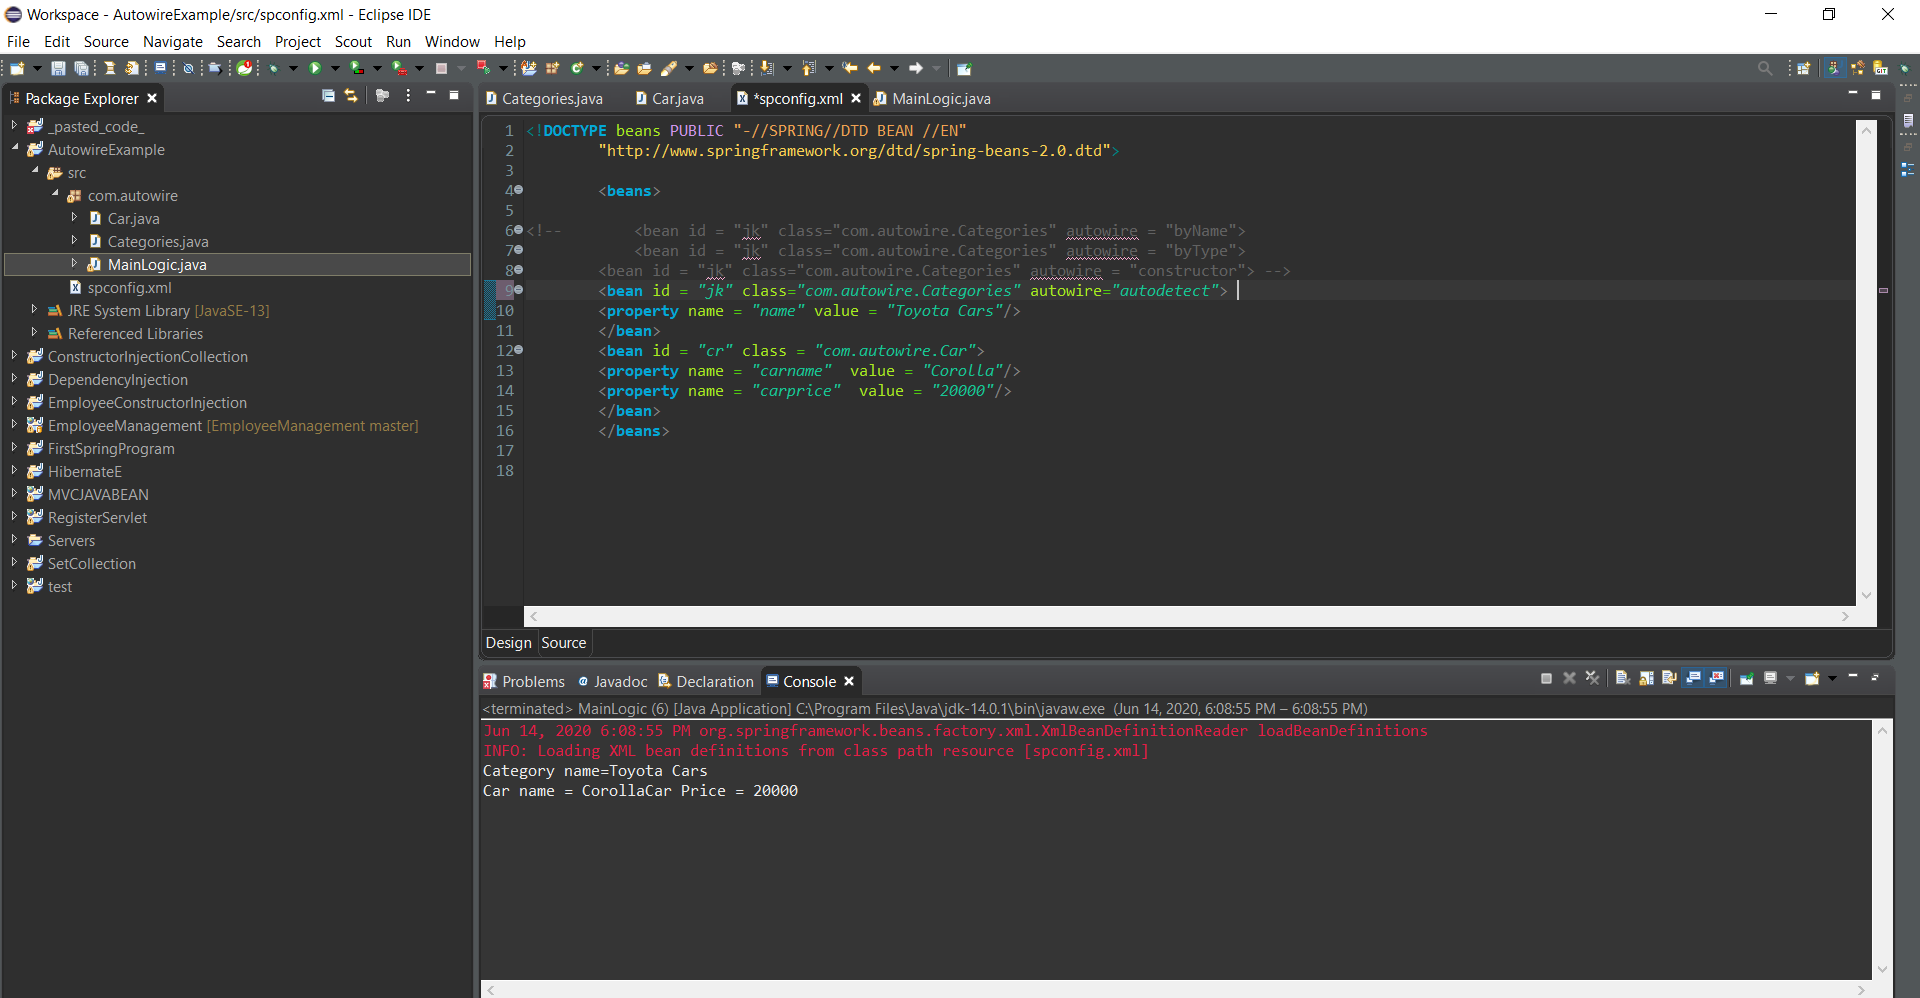 Workspace - AutowireExample/src/spconfig.xml - Eclipse IDE
File Edit Source Navigate Search Project Scout Run Window Help
Package Explorer
_pasted_code_
AutowireExample
src
com.autowire
Car.java
Categories.java
MainLogic.java
spconfig.xml
JRE System Library [JavaSE-13]
Referenced Libraries
ConstructorInjectionCollection
DependencyInjection
EmployeeConstructorInjection
EmployeeManagement [EmployeeManagement master]
FirstSpringProgram
HibernateE
MVCJAVABEAN
RegisterServlet
Servers
SetCollection
test
Categories.java Car.java *spconfig.xml MainLogic.java
1 <!DOCTYPE beans PUBLIC "-//SPRING//DTD BEAN //EN"
2 "http://www.springframework.org/dtd/spring-beans-2.0.dtd">
3
4 <beans>
5
6 <!-- <bean id = "jk" class="com.autowire.Categories" autowire = "byName">
7 <bean id = "jk" class="com.autowire.Categories" autowire = "byType">
8 <bean id = "jk" class="com.autowire.Categories" autowire = "constructor"> -->
9 <bean id = "jk" class="com.autowire.Categories" autowire="autodetect">
10 <property name = "name" value = "Toyota Cars"/>
11 </bean>
12 <bean id = "cr" class = "com.autowire.Car">
13 <property name = "carname" value = "Corolla"/>
14 <property name = "carprice" value = "20000"/>
15 </bean>
16 </beans>
17
18
Design Source
Problems Javadoc Declaration Console
<terminated> MainLogic (6) [Java Application] C:\Program Files\Java\jdk-14.0.1\bin\javaw.exe (Jun 14, 2020, 6:08:55 PM – 6:08:55 PM)
Jun 14, 2020 6:08:55 PM org.springframework.beans.factory.xml.XmlBeanDefinitionReader loadBeanDefinitions
INFO: Loading XML bean definitions from class path resource [spconfig.xml]
Category name=Toyota Cars
Car name = CorollaCar Price = 20000